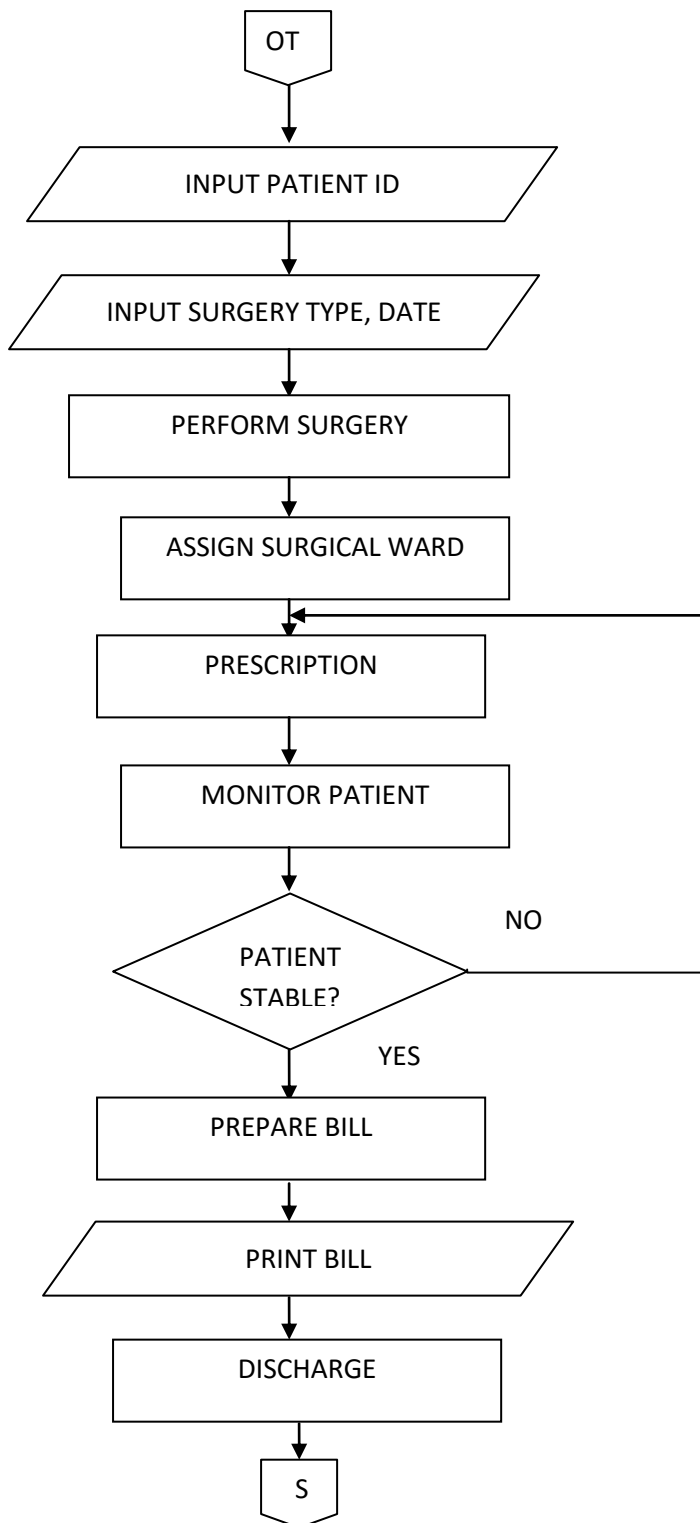 OT
INPUT PATIENT ID
INPUT SURGERY TYPE, DATE
PERFORM SURGERY
ASSIGN SURGICAL WARD
PRESCRIPTION
MONITOR PATIENT
NO
PATIENT
STABLE?
YES
PREPARE BILL
PRINT BILL
DISCHARGE
S